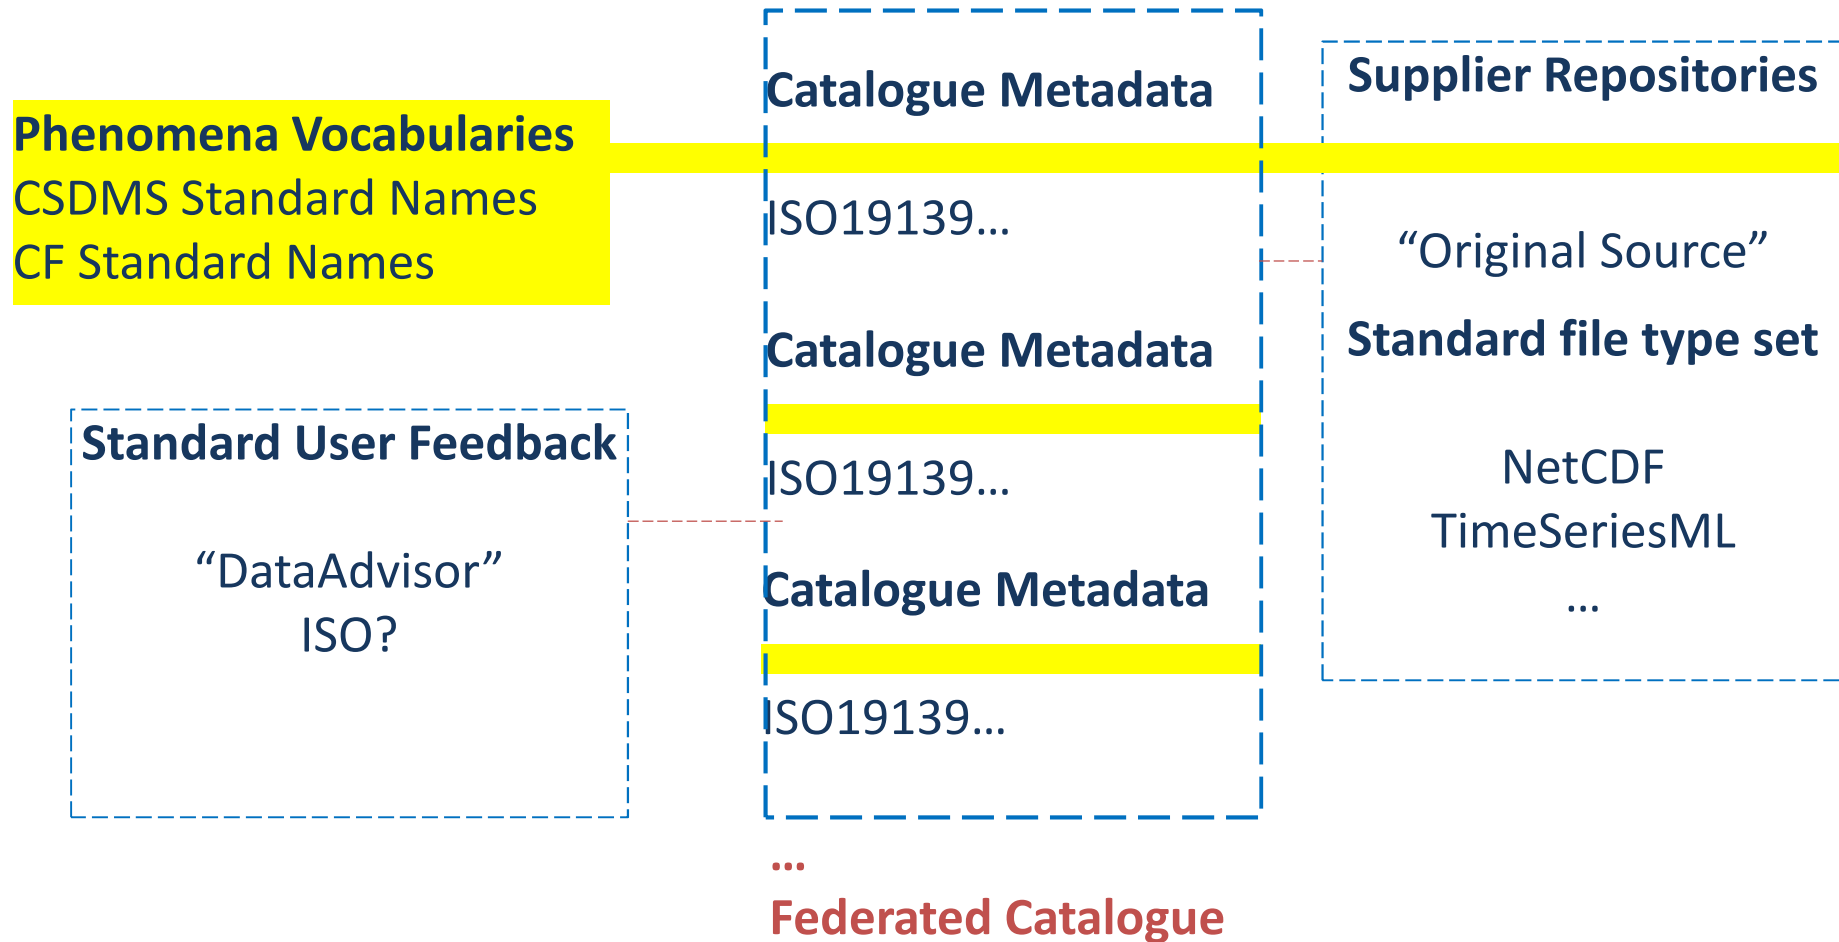 Phenomena Vocabularies
CSDMS Standard Names
CF Standard Names
Standard User Feedback
“DataAdvisor”
ISO?
Catalogue Metadata
ISO19139…
Catalogue Metadata
ISO19139…
Catalogue Metadata
ISO19139…
…
Federated Catalogue
Supplier Repositories
“Original Source”
Standard file type set
NetCDF
TimeSeriesML
…